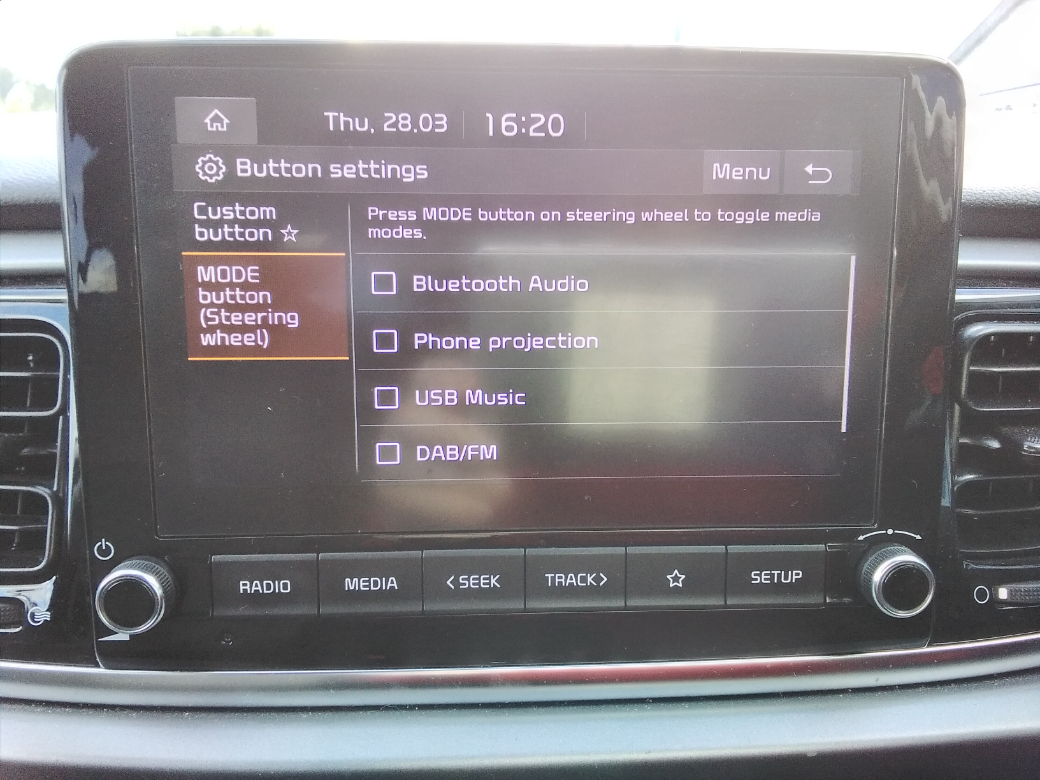 Thu, 28.03 16:20
Button settings
Menu
Custom
button ☆
MODE
button
(Steering
wheel)
Press MODE button on steering wheel to toggle media
modes.
Bluetooth Audio
Phone projection
USB Music
DAB/FM
RADIO
MEDIA
<SEEK
TRACK>
☆
SETUP